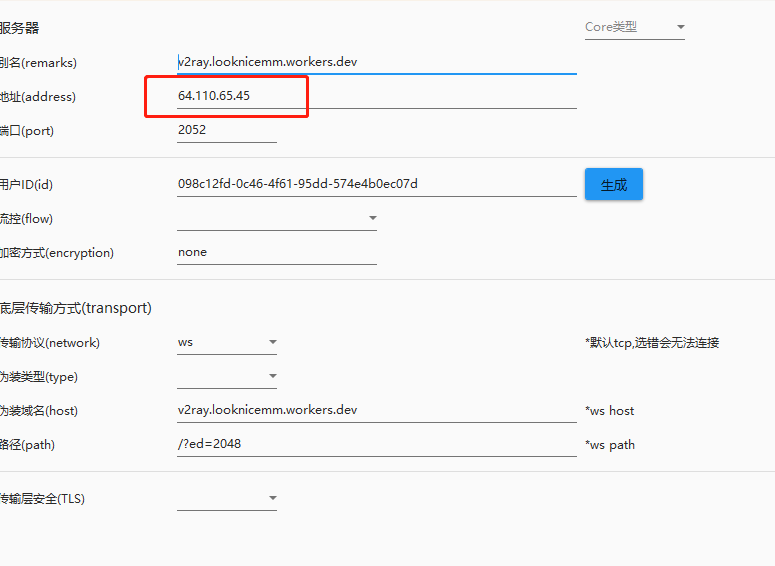 服务器 Core类型
别名(remarks) v2ray.looknicemm.workers.dev
地址(address) 64.110.65.45
端口(port) 2052
用户ID(id) 098c12fd-0c46-4f61-95dd-574e4b0ec07d 生成
流控(flow)
加密方式(encryption) none
底层传输方式(transport)
传输协议(network) ws *默认tcp,选错会无法连接
伪装类型(type)
伪装域名(host) v2ray.looknicemm.workers.dev *ws host
路径(path) /?ed=2048 *ws path
传输层安全(TLS)